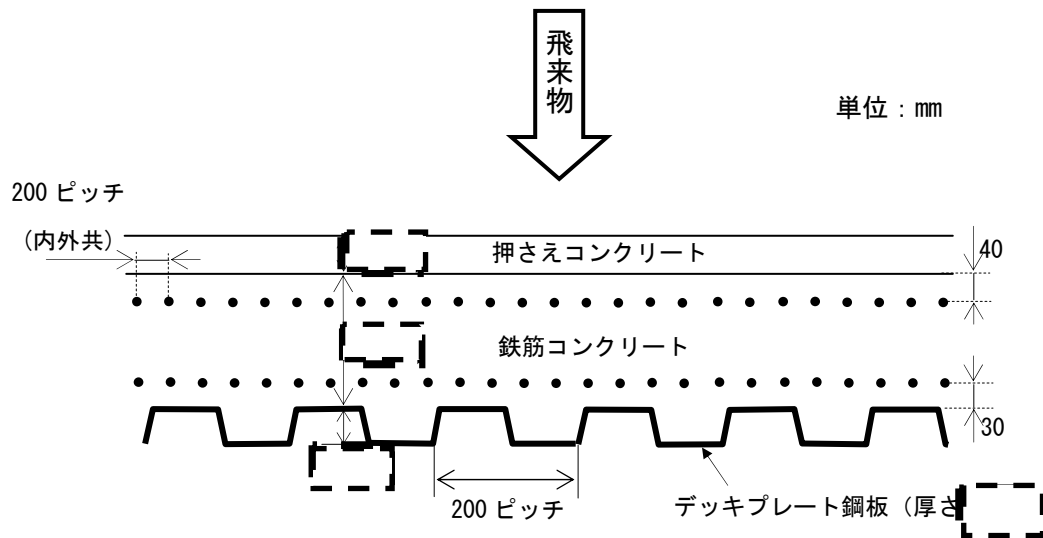 飛来物
単位：mm
200 ピッチ
（内外共）
押さえコンクリート
40
鉄筋コンクリート
30
200 ピッチ
デッキプレート鋼板（厚さ